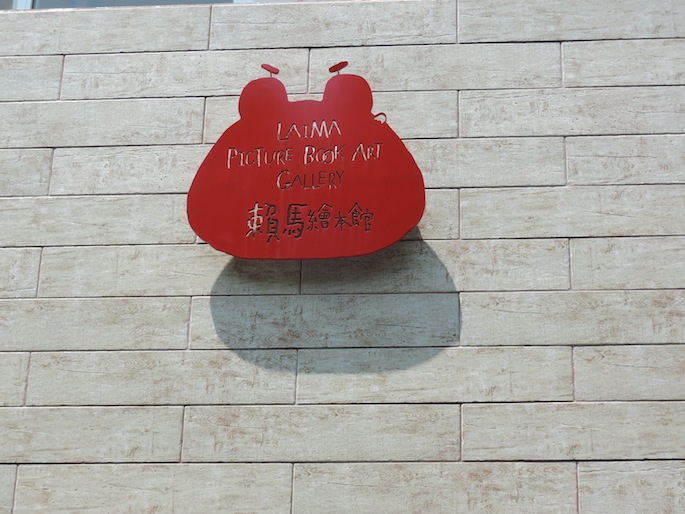 LAIMA
PICTURE BOOK ART
GALLERY
賴馬繪本館